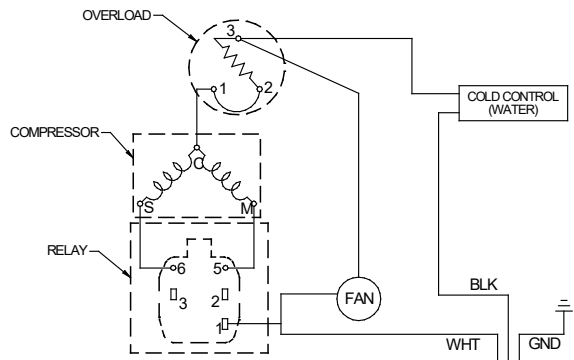 OVERLOAD
3
1
2
COLD CONTROL
(WATER)
COMPRESSOR
C
S
M
RELAY
6
5
3
2
1
FAN
BLK
WHT
GND